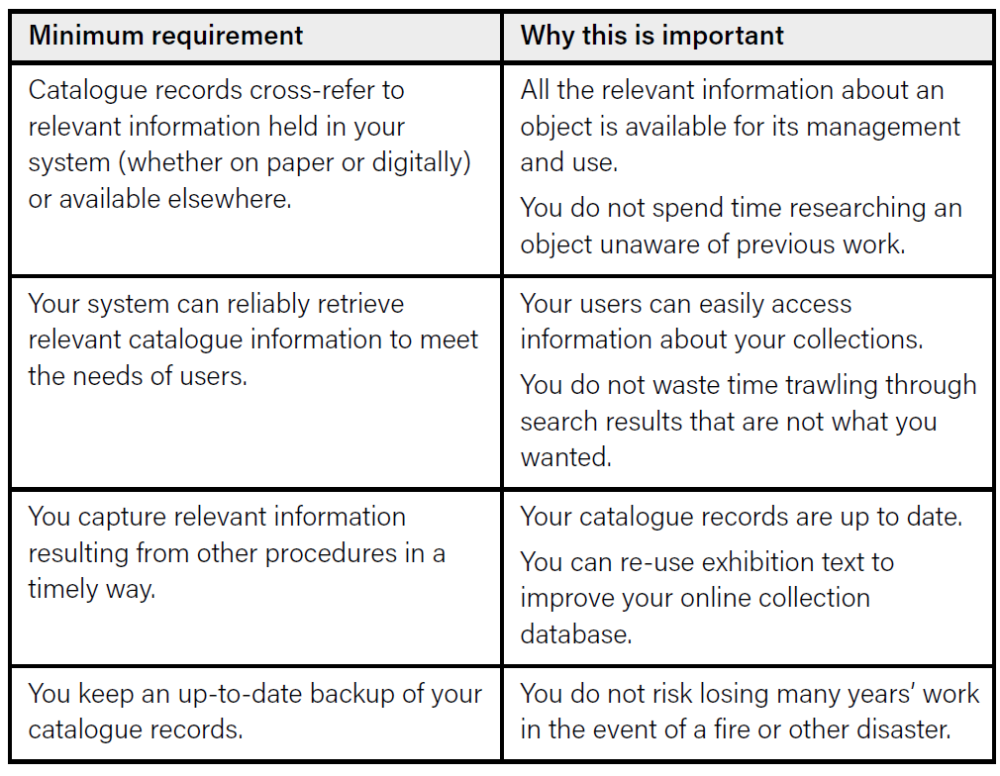 Minimum requirement
Why this is important
Catalogue records cross-refer to
relevant information held in your
system (whether on paper or digitally)
or available elsewhere.
All the relevant information about an
object is available for its management
and use.
You do not spend time researching an
object unaware of previous work.
Your system can reliably retrieve
relevant catalogue information to meet
the needs of users.
Your users can easily access
information about your collections.
You do not waste time trawling through
search results that are not what you
wanted.
You capture relevant information
resulting from other procedures in a
timely way.
Your catalogue records are up to date.
You can re-use exhibition text to
improve your online collection
database.
You keep an up-to-date backup of your
catalogue records.
You do not risk losing many years’ work
in the event of a fire or other disaster.